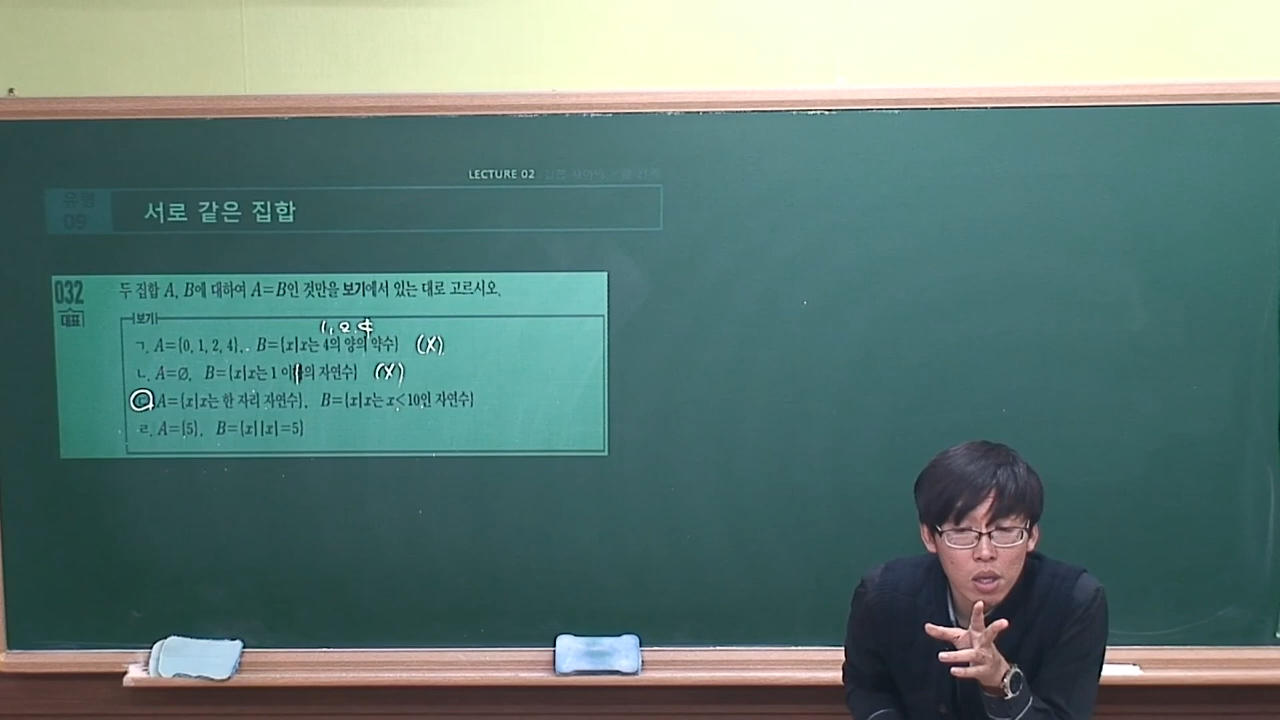 LECTURE 02
유형
09
서로 같은 집합
032
대표
두 집합 A, B에 대하여 A=B인 것만을 보기에서 있는 대로 고르시오.
보기
1, 2, 4
ㄱ. A={0, 1, 2, 4}, B={x|x는 4의 양의 약수} (X)
ㄴ. A=∅, B={x|x는 1 이하의 자연수} (X)
ㄷ. A={x|x는 한 자리 자연수}, B={x|x는 x<10인 자연수}
ㄹ. A={5}, B={x||x|=5}